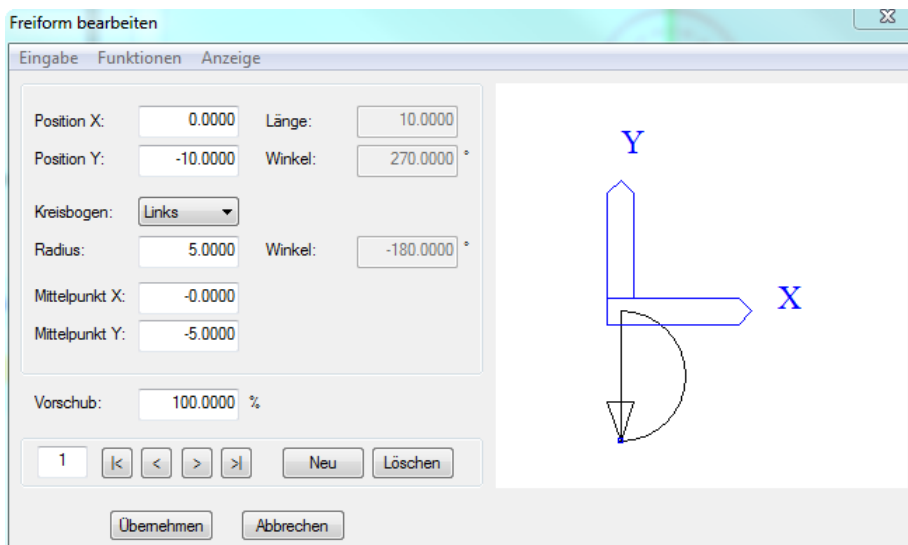 Freiform bearbeiten
Eingabe Funktionen Anzeige
Position X: 0.0000 Länge: 10.0000
Position Y: -10.0000 Winkel: 270.0000 °
Kreisbogen: Links
Radius: 5.0000 Winkel: -180.0000 °
Mittelpunkt X: -0.0000
Mittelpunkt Y: -5.0000
Vorschub: 100.0000 %
1 |< < > >| Neu Löschen
Übernehmen Abbrechen
Y
X